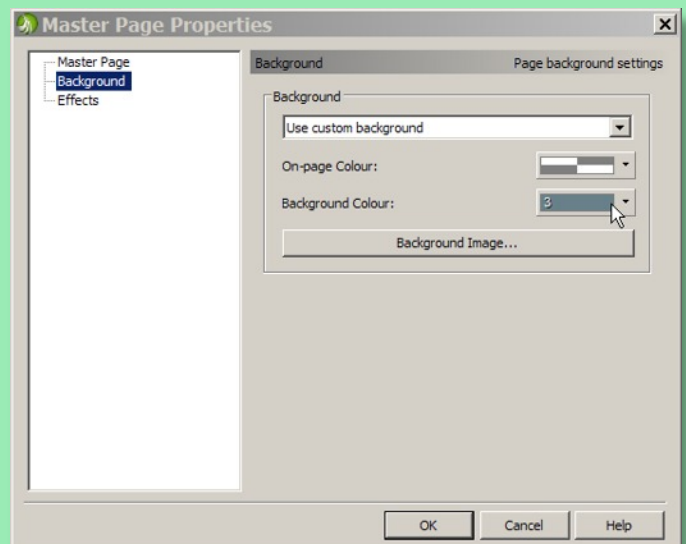 Master Page Properties
Master Page
Background
Effects
Background Page background settings
Background
Use custom background
On-page Colour:
Background Colour: 3
Background Image...
OK Cancel Help